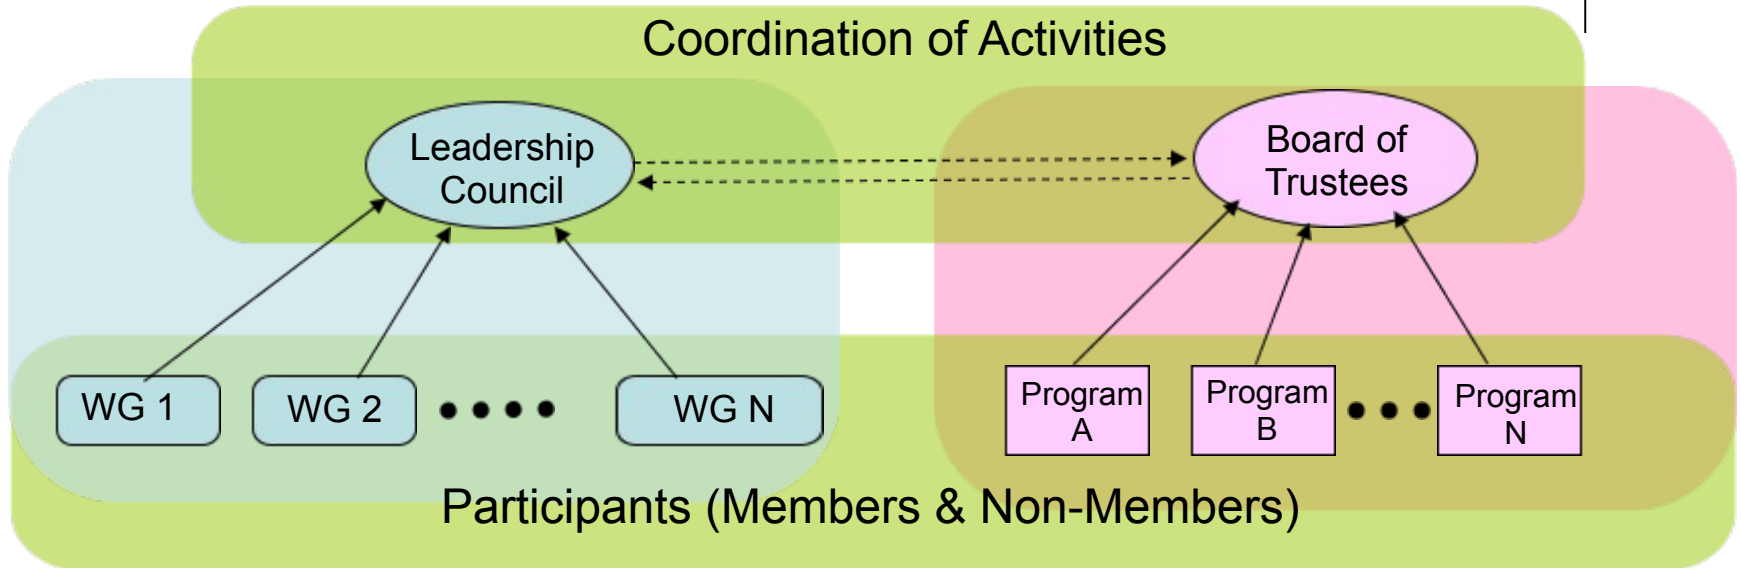 Coordination of Activities
Leadership
Council
Board of
Trustees
WG 1
WG 2
WG N
Program
A
Program
B
Program
N
Participants (Members & Non-Members)